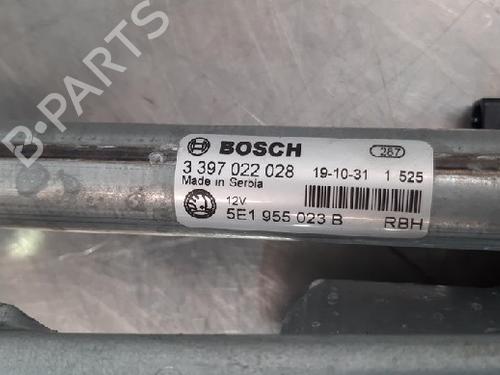 BOSCH
287
3 397 022 028
19-10-31 1 525
Made in Serbia
12V
5E1 955 023 B
RBH
B-PARTS